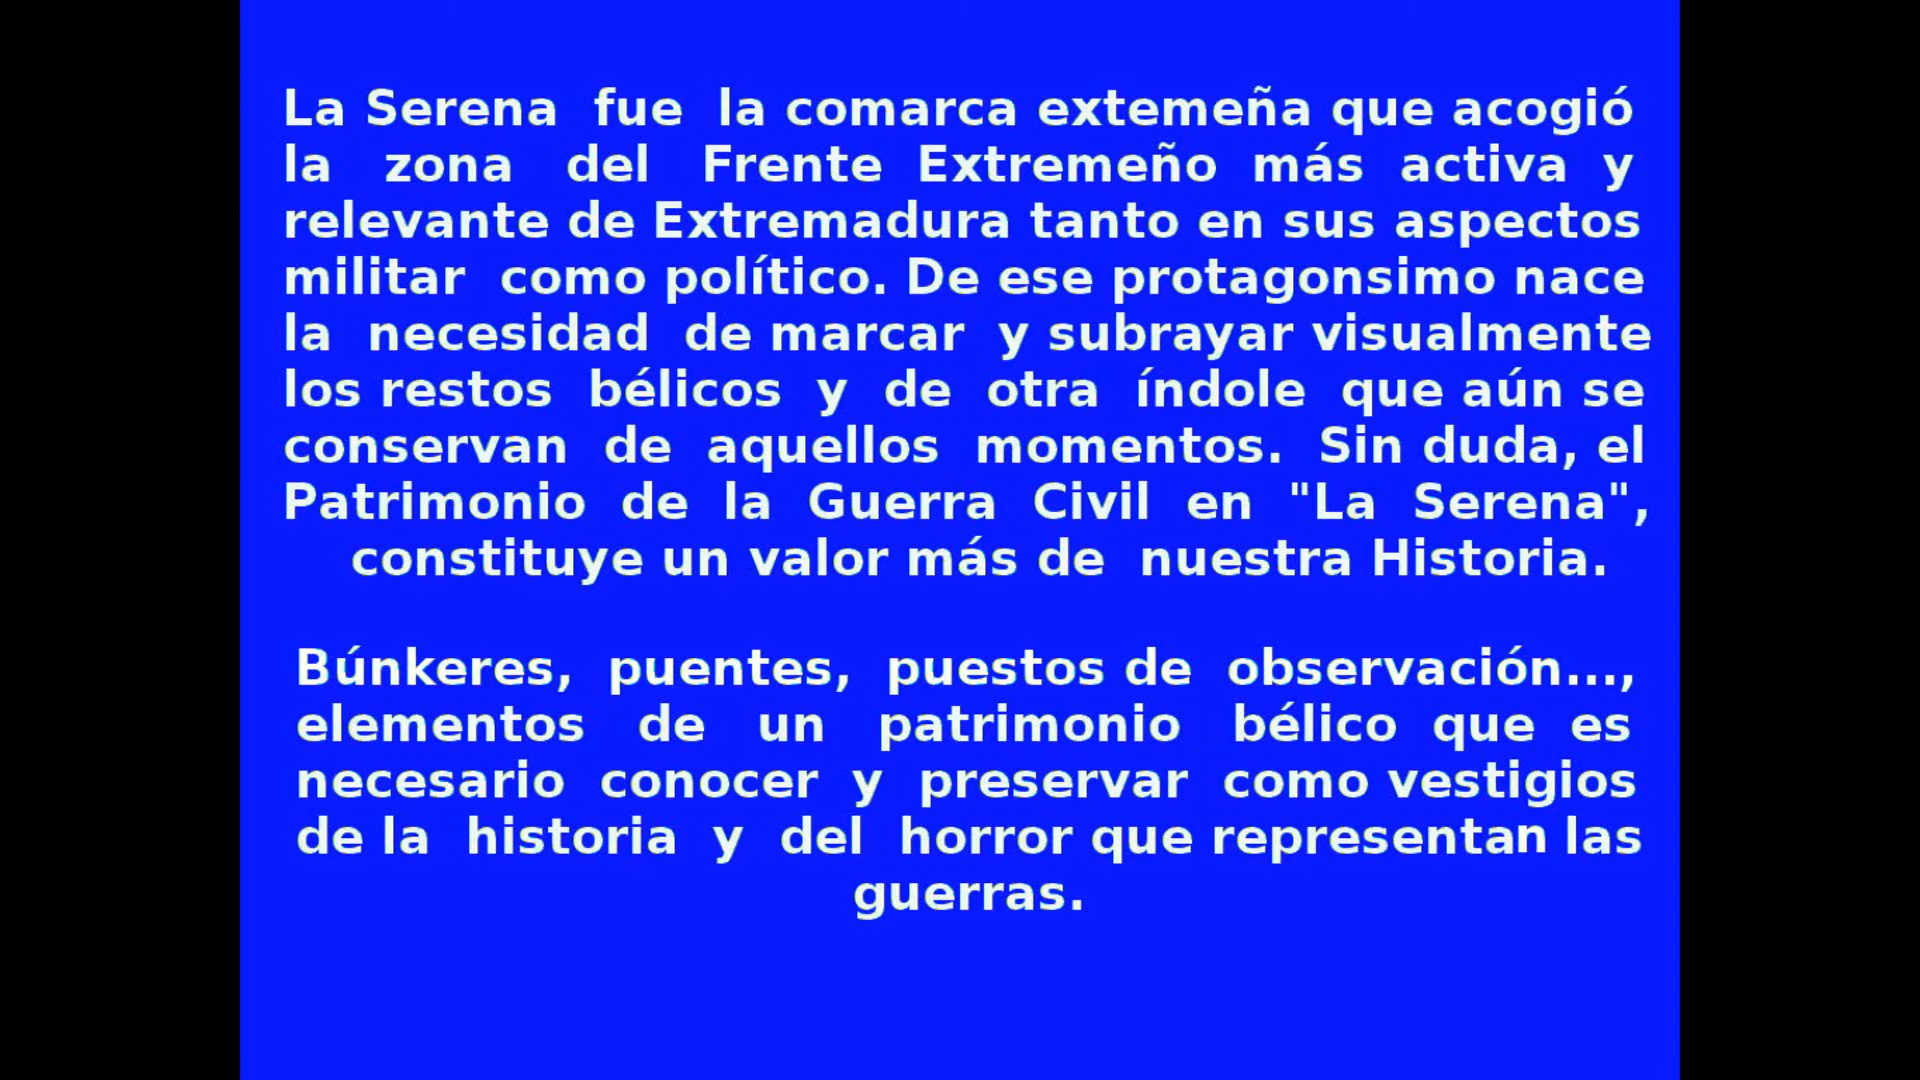 La Serena fue la comarca extemeña que acogió
la zona del Frente Extremeño más activa y
relevante de Extremadura tanto en sus aspectos
militar como político. De ese protagonsimo nace
la necesidad de marcar y subrayar visualmente
los restos bélicos y de otra índole que aún se
conservan de aquellos momentos. Sin duda, el
Patrimonio de la Guerra Civil en "La Serena",
constituye un valor más de nuestra Historia.
Búnkeres, puentes, puestos de observación...,
elementos de un patrimonio bélico que es
necesario conocer y preservar como vestigios
de la historia y del horror que representan las
guerras.